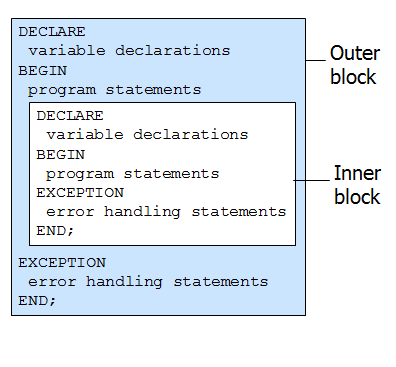 DECLARE
variable declarations
BEGIN
program statements
DECLARE
variable declarations
BEGIN
program statements
EXCEPTION
error handling statements
END;
EXCEPTION
error handling statements
END;
Outer
block
Inner
block